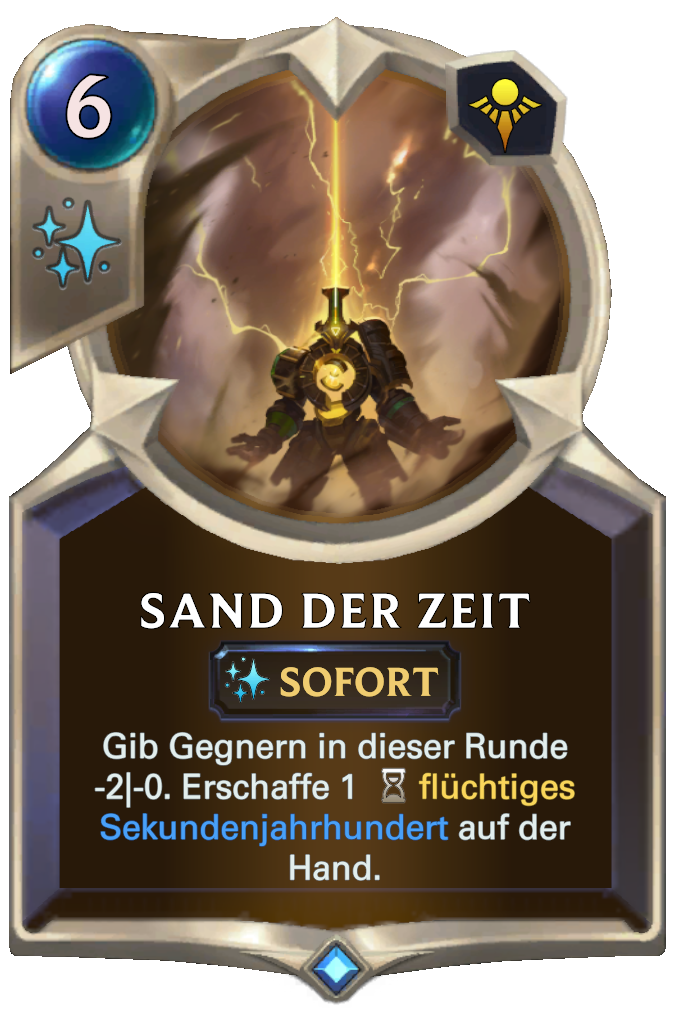 6
SAND DER ZEIT
SOFORT
Gib Gegnern in dieser Runde
-2|-0. Erschaffe 1 flüchtiges
Sekundenjahrhundert auf der
Hand.